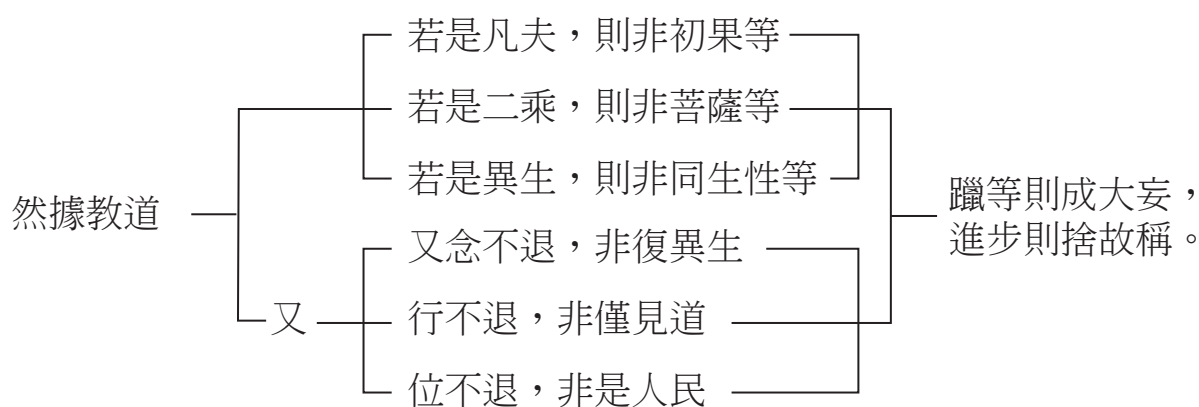 然據教道
若是凡夫，則非初果等
若是二乘，則非菩薩等
若是異生，則非同生性等
又
又念不退，非復異生
行不退，非僅見道
位不退，非是人民
躐等則成大妄，
進步則捨故稱。